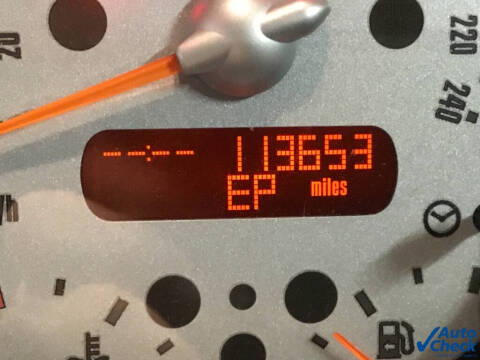 20
220
240
-- -:- - 113653
EP miles
/h
Auto
Check